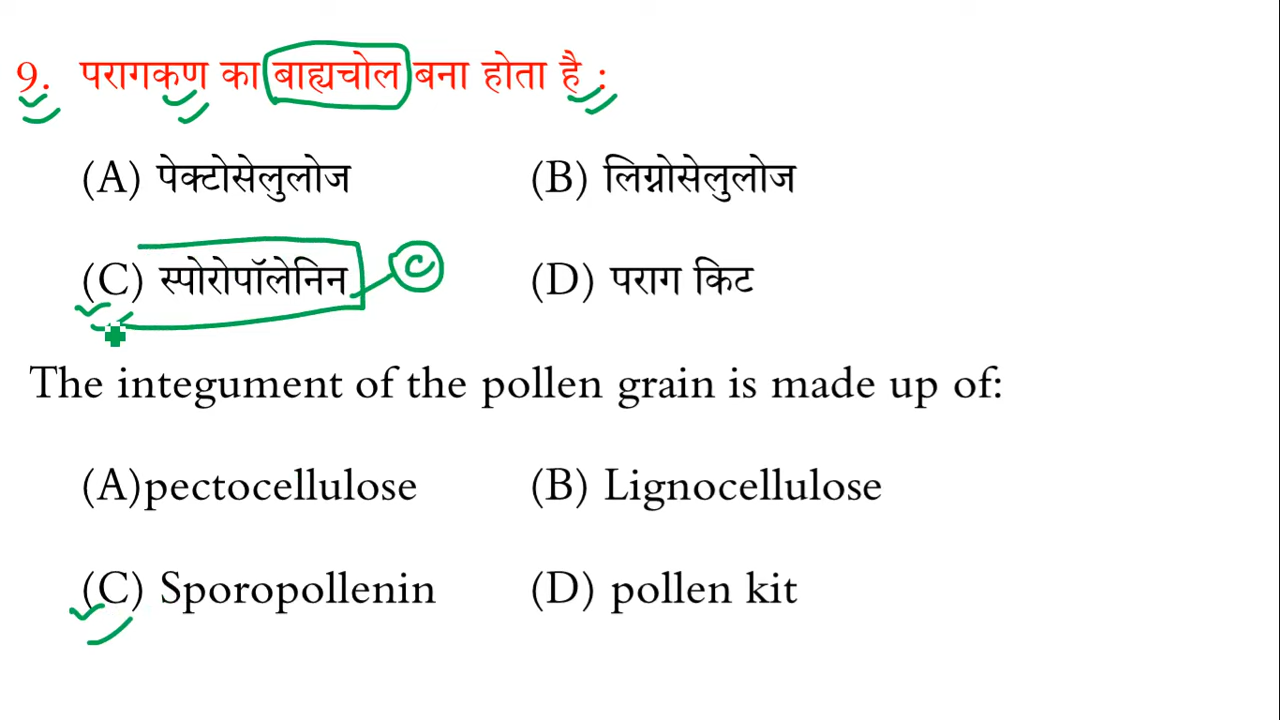 9. परागकण का बाह्यचोल बना होता है :
(A) पेक्टोसेलुलोज (B) लिग्नोसेलुलोज
(C) स्पोरोपॉलेनिन C (D) पराग किट
The integument of the pollen grain is made up of:
(A)pectocellulose (B) Lignocellulose
(C) Sporopollenin (D) pollen kit